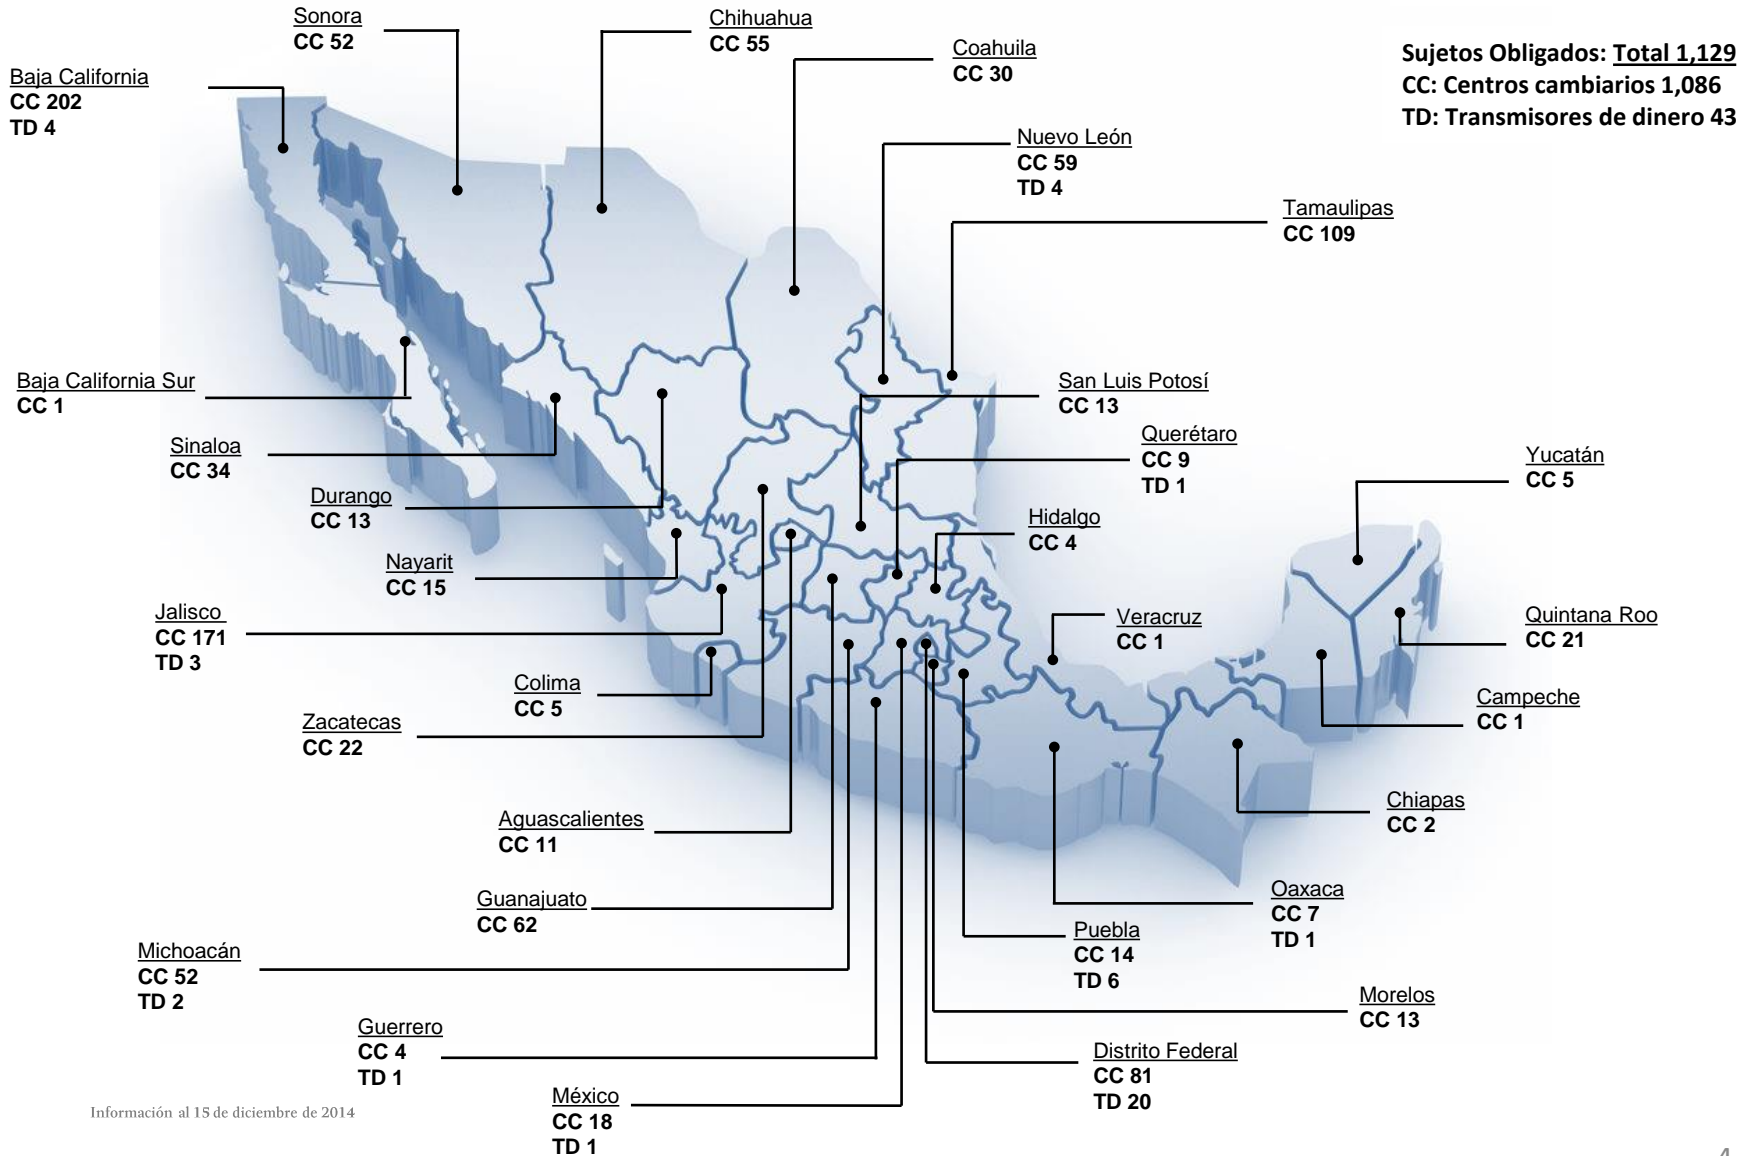 Sonora
CC 52
Chihuahua
CC 55
Coahuila
CC 30
Sujetos Obligados: Total 1,129
CC: Centros cambiarios 1,086
TD: Transmisores de dinero 43
Baja California
CC 202
TD 4
Nuevo León
CC 59
TD 4
Tamaulipas
CC 109
Baja California Sur
CC 1
San Luis Potosí
CC 13
Sinaloa
CC 34
Querétaro
CC 9
TD 1
Yucatán
CC 5
Durango
CC 13
Hidalgo
CC 4
Nayarit
CC 15
Jalisco
CC 171
TD 3
Veracruz
CC 1
Quintana Roo
CC 21
Colima
CC 5
Campeche
CC 1
Zacatecas
CC 22
Chiapas
CC 2
Aguascalientes
CC 11
Guanajuato
CC 62
Oaxaca
CC 7
TD 1
Puebla
CC 14
TD 6
Michoacán
CC 52
TD 2
Morelos
CC 13
Guerrero
CC 4
TD 1
Distrito Federal
CC 81
TD 20
México
CC 18
TD 1
Información al 15 de diciembre de 2014
4